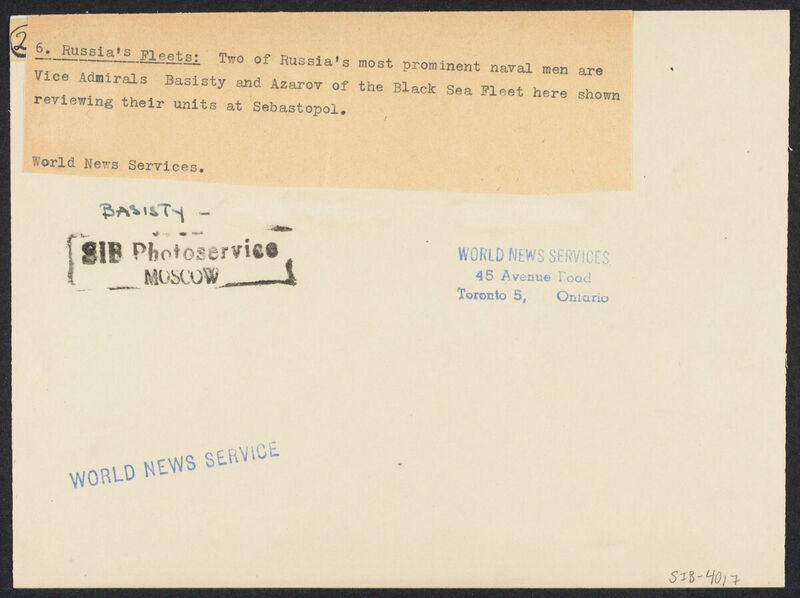 2
6. Russia's Fleets: Two of Russia's most prominent naval men are
Vice Admirals Basisty and Azarov of the Black Sea Fleet here shown
reviewing their units at Sebastopol.
World News Services.
BASISTY -
SIB Photoservice
MOSCOW
WORLD NEWS SERVICES
45 Avenue Road
Toronto 5, Ontario
WORLD NEWS SERVICE
SIB-4017